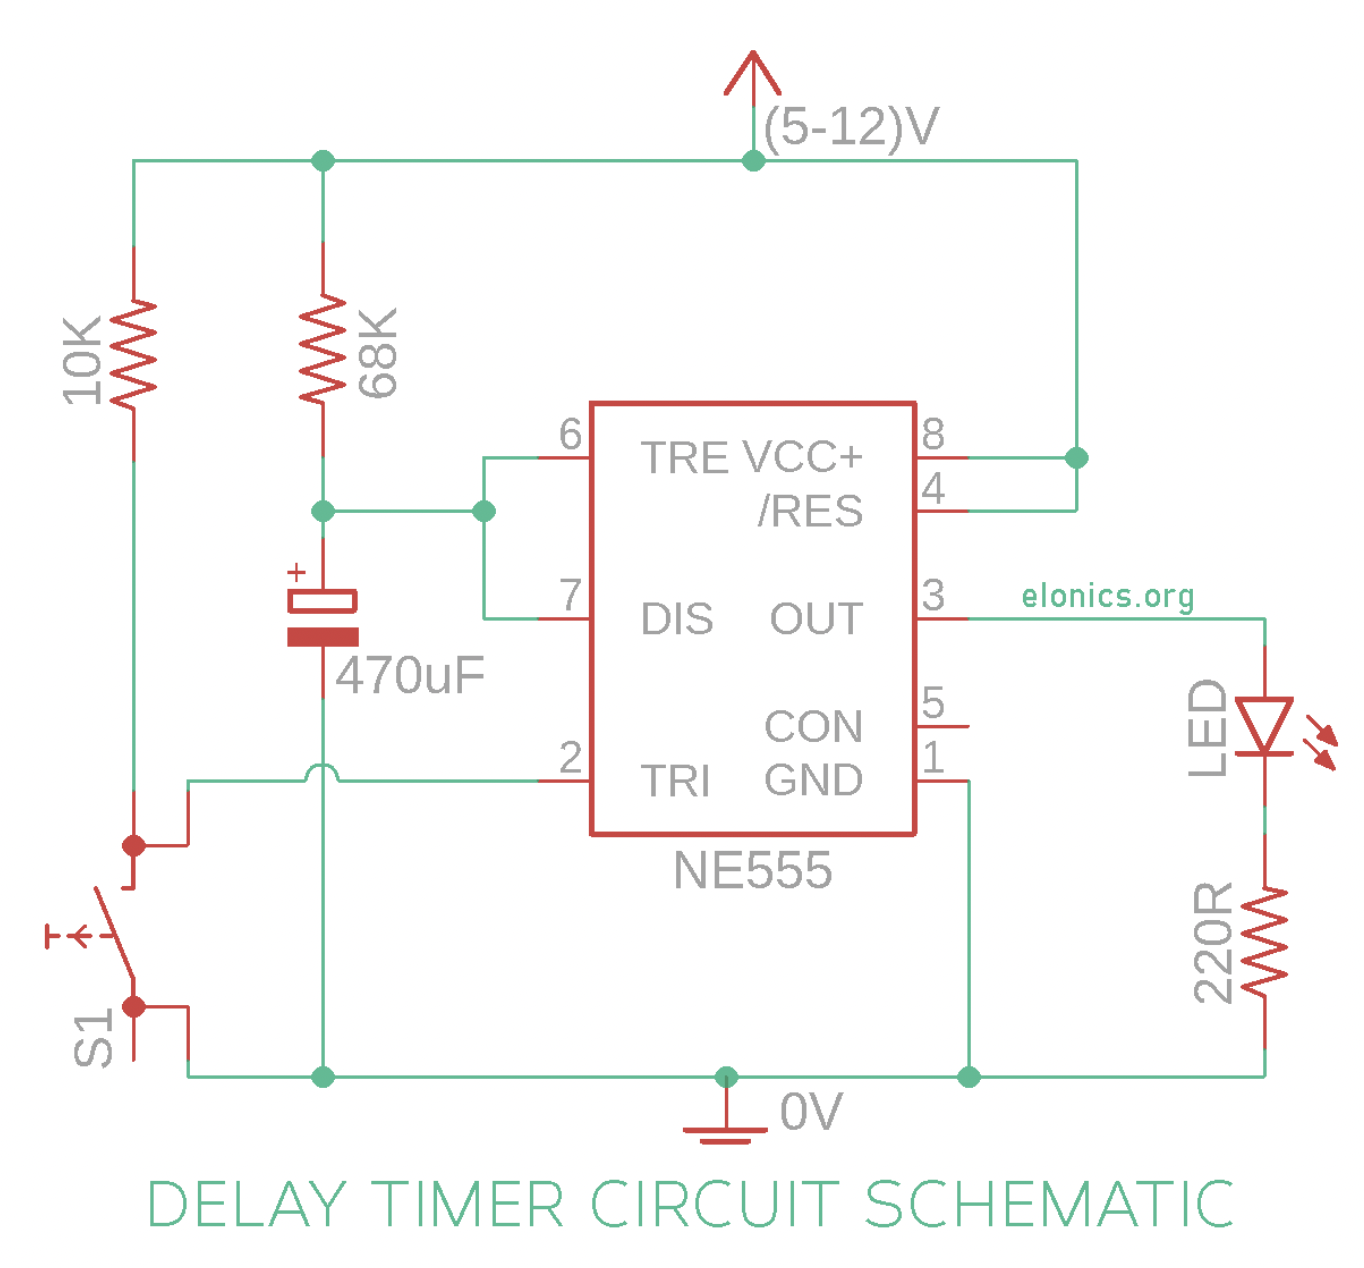 (5-12)V
10K
68K
6 TRE VCC+ 8
/RES 4
7 DIS OUT 3
elonics.org
+
470uF
CON 5
2 TRI GND 1
NE555
LED
220R
S1
0V
DELAY TIMER CIRCUIT SCHEMATIC